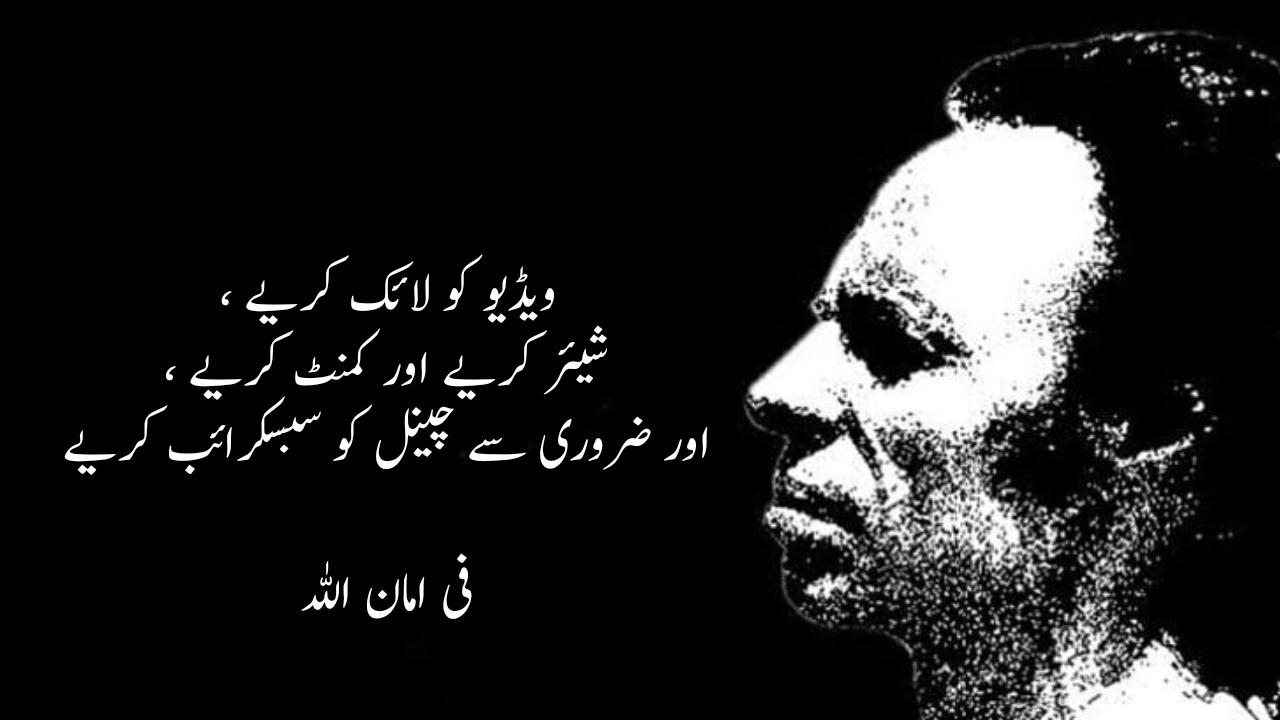 ویڈیو کو لائک کریے ،
شیئر کریے اور کمنٹ کریے ،
اور ضروری سے چینل کو سبسکرائب کریے
فی امان اللہ